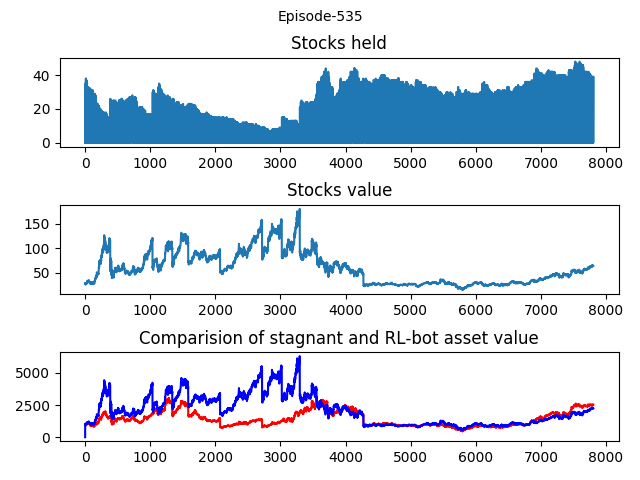 Episode-535
Stocks held
40
20
0
0 1000 2000 3000 4000 5000 6000 7000 8000
Stocks value
150
100
50
0 1000 2000 3000 4000 5000 6000 7000 8000
Comparision of stagnant and RL-bot asset value
5000
2500
0
0 1000 2000 3000 4000 5000 6000 7000 8000